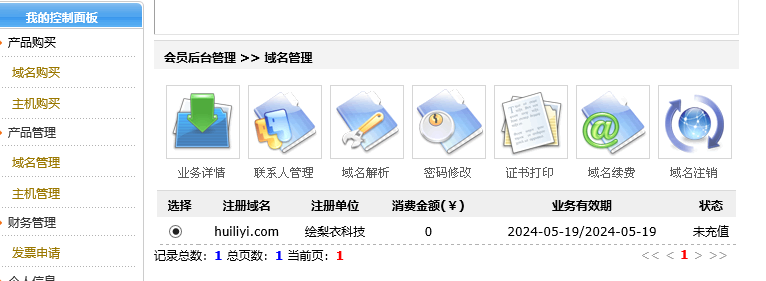 我的控制面板
产品购买
域名购买
主机购买
产品管理
域名管理
主机管理
财务管理
发票申请
个人信息
会员后台管理 >> 域名管理
业务详情 联系人管理 域名解析 密码修改 证书打印 域名续费 域名注销
选择 注册域名 注册单位 消费金额(￥) 业务有效期 状态
huiliyi.com 绘梨衣科技 0 2024-05-19/2024-05-19 未充值
记录总数：1 总页数：1 当前页：1 << < 1 > >>